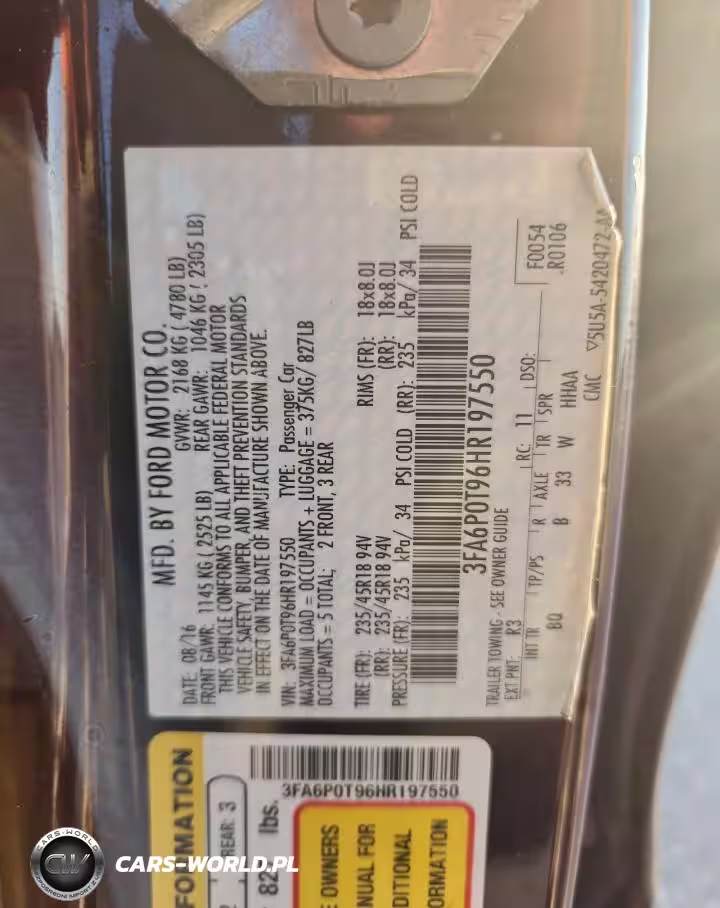 MFD. BY FORD MOTOR CO.
DATE: 08/16 GVWR: 2168 KG ( 4780 LB)
FRONT GAWR: 1145 KG ( 2525 LB) REAR GAWR: 1046 KG ( 2305 LB)
THIS VEHICLE CONFORMS TO ALL APPLICABLE FEDERAL MOTOR
VEHICLE SAFETY, BUMPER, AND THEFT PREVENTION STANDARDS
IN EFFECT ON THE DATE OF MANUFACTURE SHOWN ABOVE.
VIN: 3FA6P0T96HR197550 TYPE: Passenger Car
MAXIMUM LOAD = OCCUPANTS + LUGGAGE = 375KG/ 827LB
OCCUPANTS = 5 TOTAL; 2 FRONT, 3 REAR
TIRE (FR): 235/45R18 94V RIMS (FR): 18x8.0J
(RR): 235/45R18 94V (RR): 18x8.0J
PRESSURE (FR): 235 kPa/ 34 PSI COLD (RR): 235 kPa/ 34 PSI COLD
3FA6P0T96HR197550
TRAILER TOWING - SEE OWNER GUIDE
EXT PNT: R3 RC: 11 DSO:
F0054
.R0106
INT TR TP/PS R AXLE TR SPR
BQ B 33 W HHAA
CMC ▽5U5A-5420472-AA
3FA6P0T96HR197550
FORMATION
REAR: 3
lbs.
E OWNERS
NUAL FOR
DITIONAL
ORMATION
CARS-WORLD
CW
BEZPOŚREDNI IMPORT Z USA
CARS-WORLD.PL